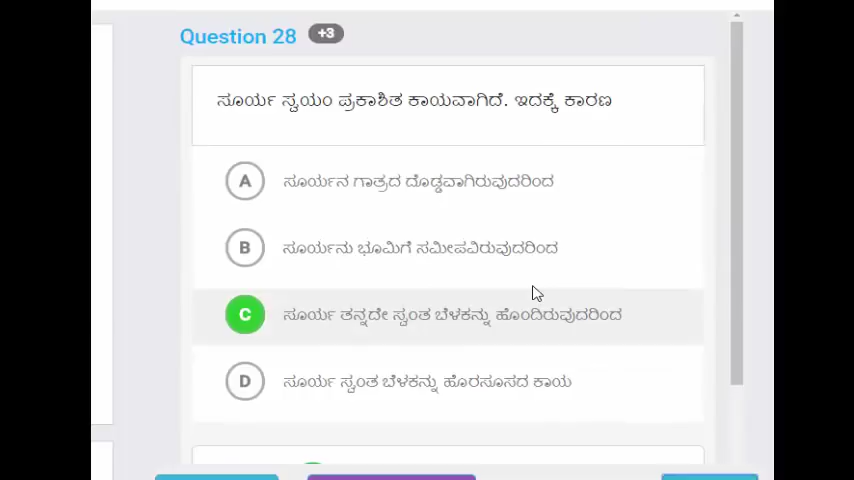 Question 28 +3
ಸೂರ್ಯ ಸ್ವಯಂ ಪ್ರಕಾಶಿತ ಕಾಯವಾಗಿದೆ. ಇದಕ್ಕೆ ಕಾರಣ
A ಸೂರ್ಯನ ಗಾತ್ರದ ದೊಡ್ಡವಾಗಿರುವುದರಿಂದ
B ಸೂರ್ಯನು ಭೂಮಿಗೆ ಸಮೀಪವಿರುವುದರಿಂದ
C ಸೂರ್ಯ ತನ್ನದೇ ಸ್ವಂತ ಬೆಳಕನ್ನು ಹೊಂದಿರುವುದರಿಂದ
D ಸೂರ್ಯ ಸ್ವಂತ ಬೆಳಕನ್ನು ಹೊರಸೂಸದ ಕಾಯ